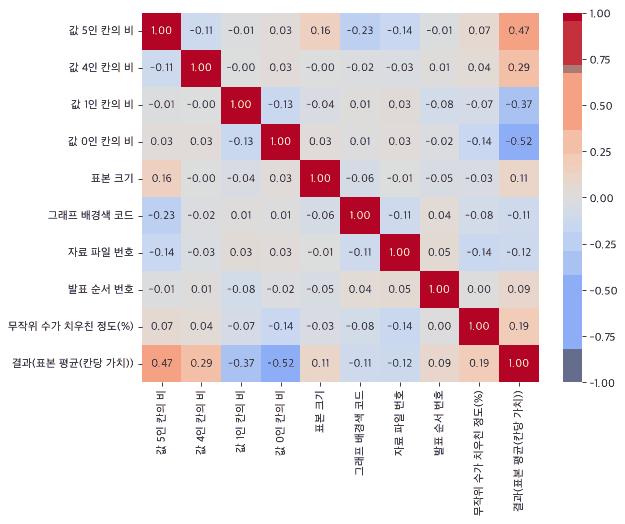 값 5인 칸의 비 1.00 -0.11 -0.01 0.03 0.16 -0.23 -0.14 -0.01 0.07 0.47
값 4인 칸의 비 -0.11 1.00 -0.00 0.03 -0.00 -0.02 -0.03 0.01 0.04 0.29
값 1인 칸의 비 -0.01 -0.00 1.00 -0.13 -0.04 0.01 0.03 -0.08 -0.07 -0.37
값 0인 칸의 비 0.03 0.03 -0.13 1.00 0.03 0.01 0.03 -0.02 -0.14 -0.52
표본 크기 0.16 -0.00 -0.04 0.03 1.00 -0.06 -0.01 -0.05 -0.03 0.11
그래프 배경색 코드 -0.23 -0.02 0.01 0.01 -0.06 1.00 -0.11 0.04 -0.08 -0.11
자료 파일 번호 -0.14 -0.03 0.03 0.03 -0.01 -0.11 1.00 0.05 -0.14 -0.12
발표 순서 번호 -0.01 0.01 -0.08 -0.02 -0.05 0.04 0.05 1.00 0.00 0.09
무작위 수가 치우친 정도(%) 0.07 0.04 -0.07 -0.14 -0.03 -0.08 -0.14 0.00 1.00 0.19
결과(표본 평균(칸당 가치)) 0.47 0.29 -0.37 -0.52 0.11 -0.11 -0.12 0.09 0.19 1.00
값 5인 칸의 비
값 4인 칸의 비
값 1인 칸의 비
값 0인 칸의 비
표본 크기
그래프 배경색 코드
자료 파일 번호
발표 순서 번호
무작위 수가 치우친 정도(%)
결과(표본 평균(칸당 가치))
1.00
0.75
0.50
0.25
0.00
-0.25
-0.50
-0.75
-1.00